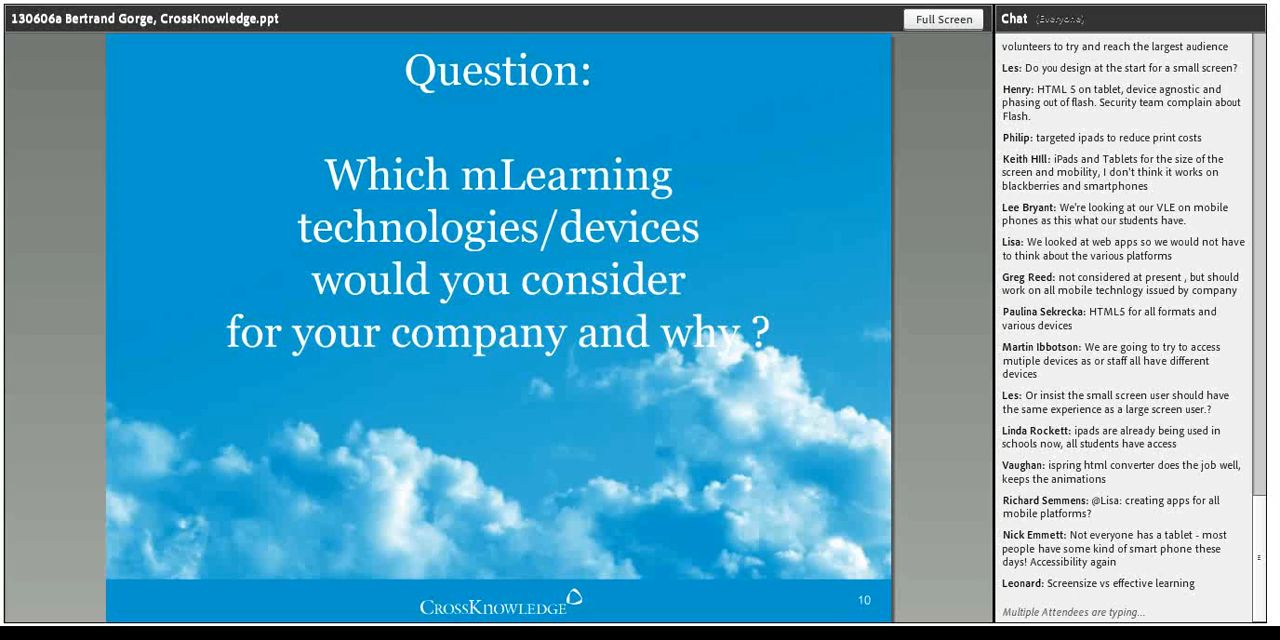 130606a Bertrand Gorge, CrossKnowledge.ppt
Full Screen
Question:
Which mLearning
technologies/devices
would you consider
for your company and why ?
CROSSKNOWLEDGE
10
Chat (Everyone)
volunteers to try and reach the largest audience
Les: Do you design at the start for a small screen?
Henry: HTML 5 on tablet, device agnostic and
phasing out of flash. Security team complain about
Flash.
Philip: targeted ipads to reduce print costs
Keith HIll: iPads and Tablets for the size of the
screen and mobility, I don't think it works on
blackberries and smartphones
Lee Bryant: We're looking at our VLE on mobile
phones as this what our students have.
Lisa: We looked at web apps so we would not have
to think about the various platforms
Greg Reed: not considered at present , but should
work on all mobile technlogy issued by company
Paulina Sekrecka: HTML5 for all formats and
various devices
Martin Ibbotson: We are going to try to access
mutiple devices as or staff all have different
devices
Les: Or insist the small screen user should have
the same experience as a large screen user.?
Linda Rockett: ipads are already being used in
schools now, all students have access
Vaughan: ispring html converter does the job well,
keeps the animations
Richard Semmens: @Lisa: creating apps for all
mobile platforms?
Nick Emmett: Not everyone has a tablet - most
people have some kind of smart phone these
days! Accessibility again
Leonard: Screensize vs effective learning
Multiple Attendees are typing...